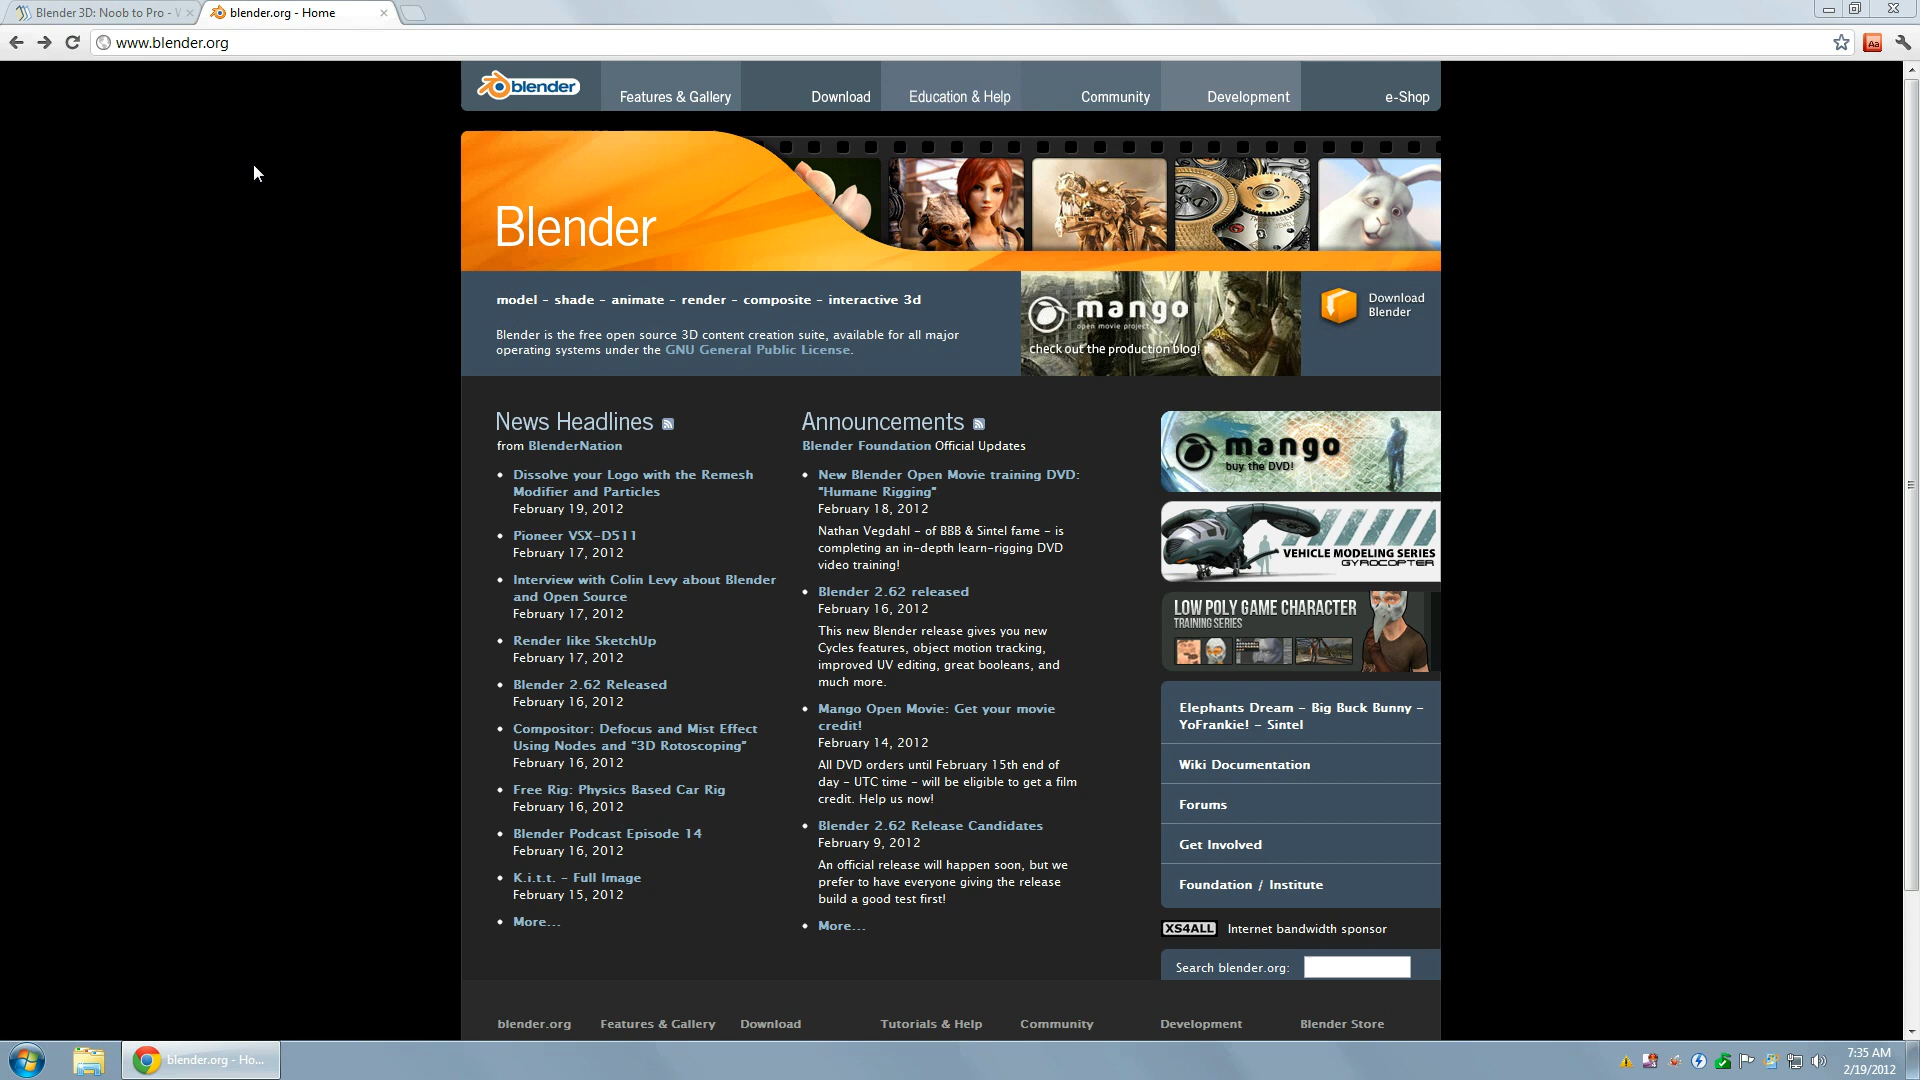 Blender 3D: Noob to Pro - W
blender.org - Home
www.blender.org
Aa
blender
Features & Gallery
Download
Education & Help
Community
Development
e-Shop
Blender
model - shade - animate - render - composite - interactive 3d
Blender is the free open source 3D content creation suite, available for all major
operating systems under the GNU General Public License.
mango
open movie project
check out the production blog!
Download
Blender
News Headlines
from BlenderNation
Dissolve your Logo with the Remesh
Modifier and Particles
February 19, 2012
Pioneer VSX-D511
February 17, 2012
Interview with Colin Levy about Blender
and Open Source
February 17, 2012
Render like SketchUp
February 17, 2012
Blender 2.62 Released
February 16, 2012
Compositor: Defocus and Mist Effect
Using Nodes and "3D Rotoscoping"
February 16, 2012
Free Rig: Physics Based Car Rig
February 16, 2012
Blender Podcast Episode 14
February 16, 2012
K.i.t.t. - Full Image
February 15, 2012
More...
Announcements
Blender Foundation Official Updates
New Blender Open Movie training DVD:
"Humane Rigging"
February 18, 2012
Nathan Vegdahl - of BBB & Sintel fame - is
completing an in-depth learn-rigging DVD
video training!
Blender 2.62 released
February 16, 2012
This new Blender release gives you new
Cycles features, object motion tracking,
improved UV editing, great booleans, and
much more.
Mango Open Movie: Get your movie
credit!
February 14, 2012
All DVD orders until February 15th end of
day - UTC time - will be eligible to get a film
credit. Help us now!
Blender 2.62 Release Candidates
February 9, 2012
An official release will happen soon, but we
prefer to have everyone giving the release
build a good test first!
More...
mango
buy the DVD!
VEHICLE MODELING SERIES
GYROCOPTER
LOW POLY GAME CHARACTER
TRAINING SERIES
Elephants Dream - Big Buck Bunny -
YoFrankie! - Sintel
Wiki Documentation
Forums
Get Involved
Foundation / Institute
XS4ALL Internet bandwidth sponsor
Search blender.org:
blender.org
Features & Gallery
Download
Tutorials & Help
Community
Development
Blender Store
blender.org - Ho...
7:35 AM
2/19/2012